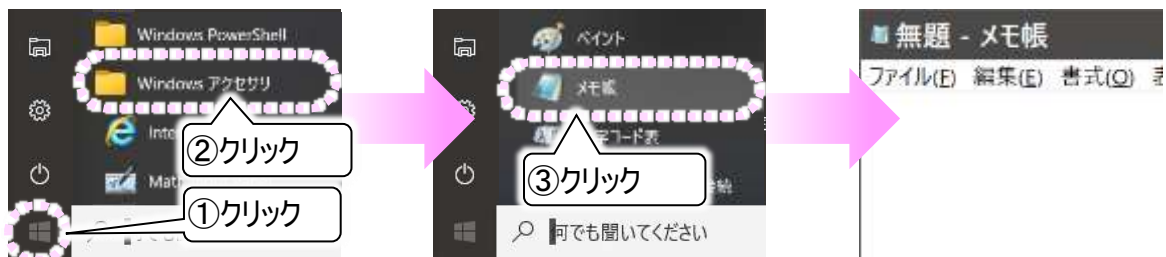 Windows PowerShell
Windows アクセサリ
②クリック
①クリック
ペイント
メモ帳
③クリック
何でも聞いてください
無題 - メモ帳
ファイル(F) 編集(E) 書式(O)